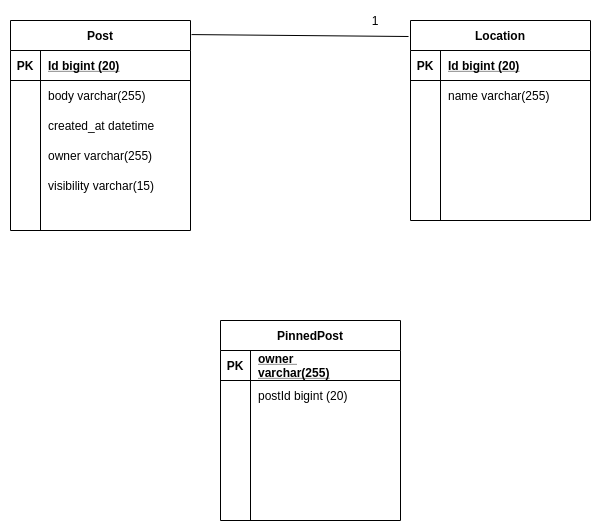 1
Post
PK Id bigint (20)
body varchar(255)
created_at datetime
owner varchar(255)
visibility varchar(15)
Location
PK Id bigint (20)
name varchar(255)
PinnedPost
PK owner
varchar(255)
postId bigint (20)